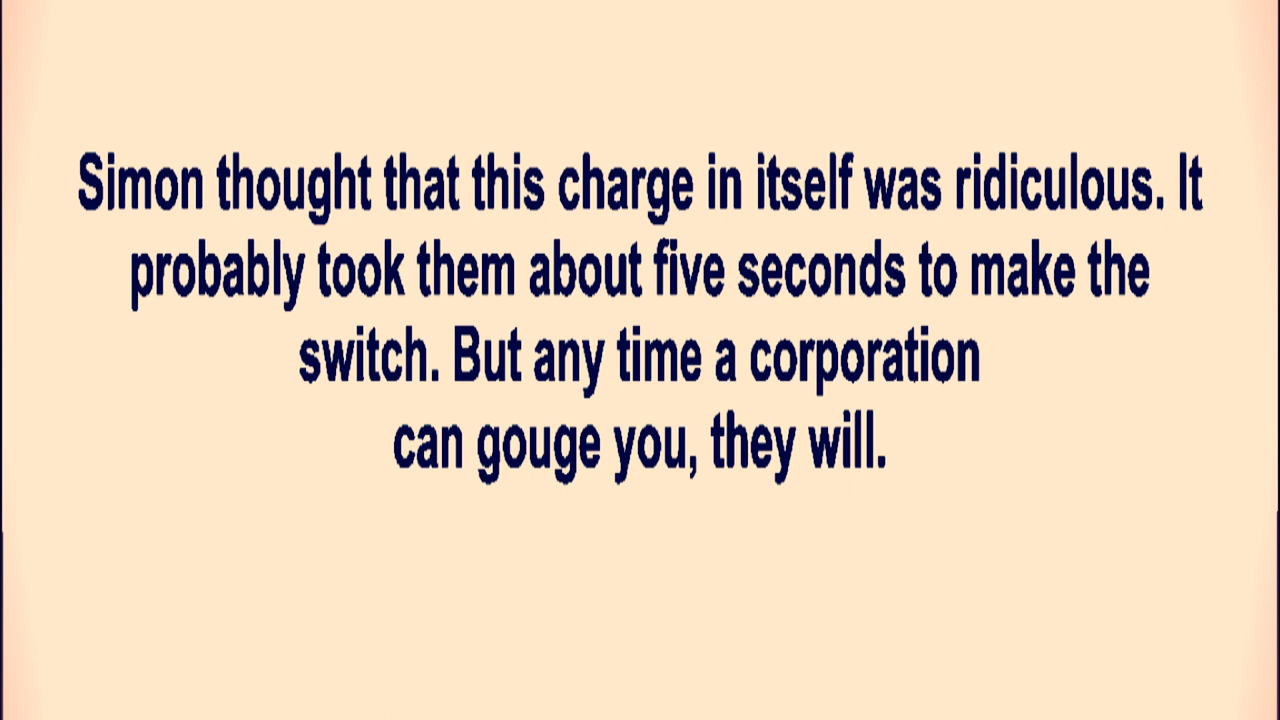 Simon thought that this charge in itself was ridiculous. It
probably took them about five seconds to make the
switch. But any time a corporation
can gouge you, they will.